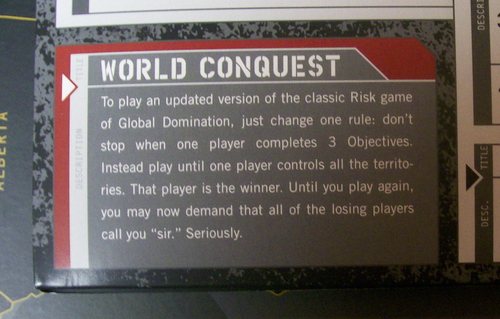 WORLD CONQUEST
TITLE
DESCRIPTION
To play an updated version of the classic Risk game
of Global Domination, just change one rule: don't
stop when one player completes 3 Objectives.
Instead play until one player controls all the territo-
ries. That player is the winner. Until you play again,
you may now demand that all of the losing players
call you "sir." Seriously.
ALBERTA
TITLE
DESC.